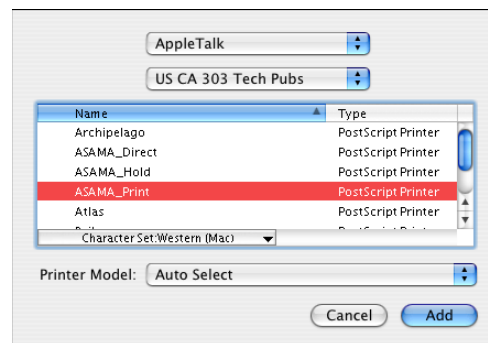 AppleTalk
US CA 303 Tech Pubs
Name Type
Archipelago PostScript Printer
ASAMA_Direct PostScript Printer
ASAMA_Hold PostScript Printer
ASAMA_Print PostScript Printer
Atlas PostScript Printer
Character Set:Western (Mac)
Printer Model: Auto Select
Cancel Add